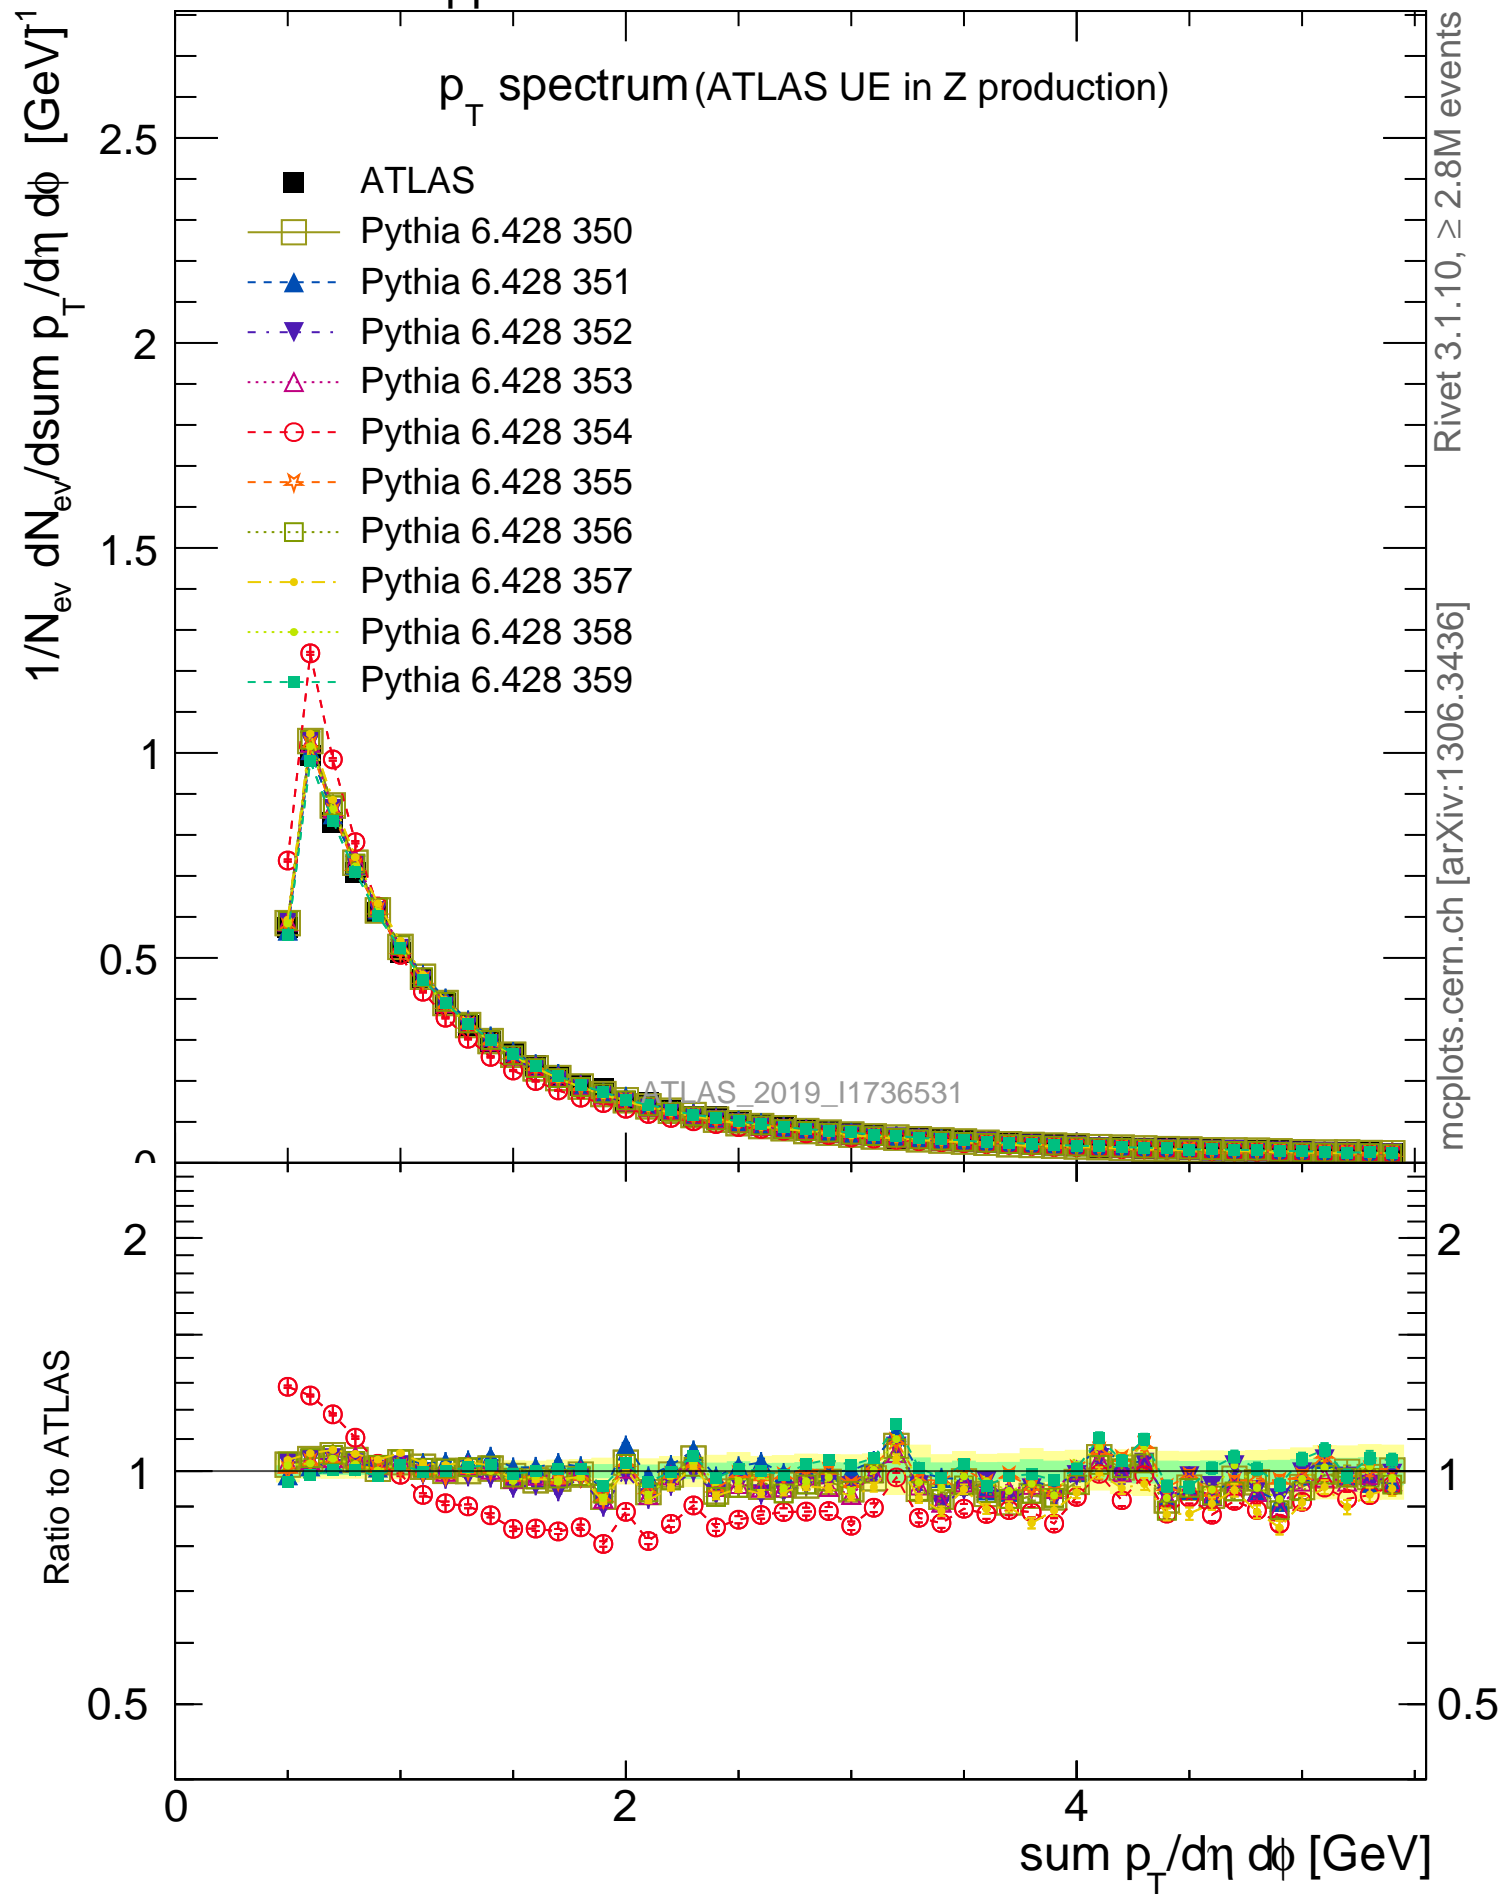 p_T spectrum (ATLAS UE in Z production)
1/N_ev dN_ev/dsum p_T/dη dϕ [GeV]^-1
2.5
2
1.5
1
0.5
0
ATLAS
Pythia 6.428 350
Pythia 6.428 351
Pythia 6.428 352
Pythia 6.428 353
Pythia 6.428 354
Pythia 6.428 355
Pythia 6.428 356
Pythia 6.428 357
Pythia 6.428 358
Pythia 6.428 359
ATLAS_2019_I1736531
Rivet 3.1.10, ≥ 2.8M events
mcplots.cern.ch [arXiv:1306.3436]
Ratio to ATLAS
2
1
0.5
2
1
0.5
0
2
4
sum p_T/dη dϕ [GeV]